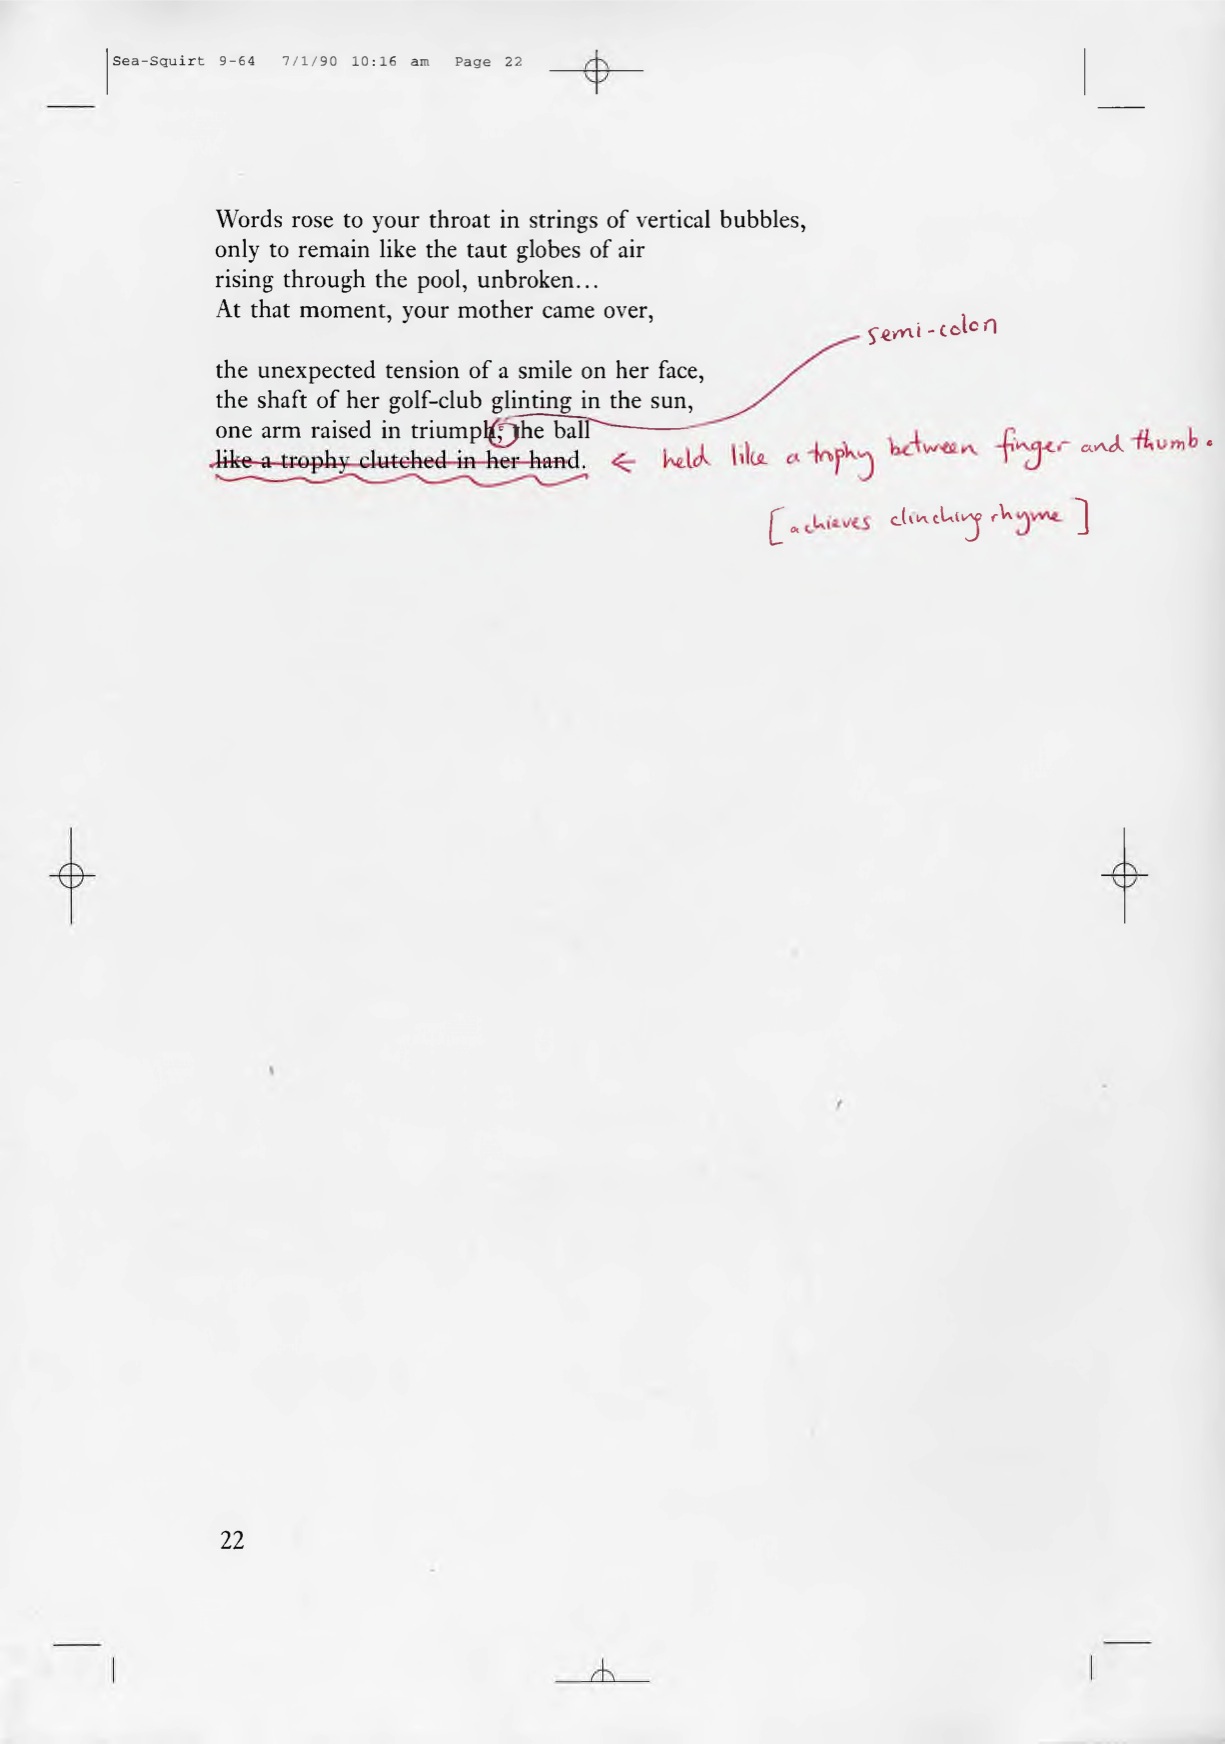 Sea-Squirt 9-64 7/1/90 10:16 am Page 22
Words rose to your throat in strings of vertical bubbles,
only to remain like the taut globes of air
rising through the pool, unbroken...
At that moment, your mother came over,
semi-colon
the unexpected tension of a smile on her face,
the shaft of her golf-club glinting in the sun,
one arm raised in triumph; the ball
like a trophy clutched in her hand.
← held like a trophy between finger and thumb.
[achieves clinching rhyme]
22